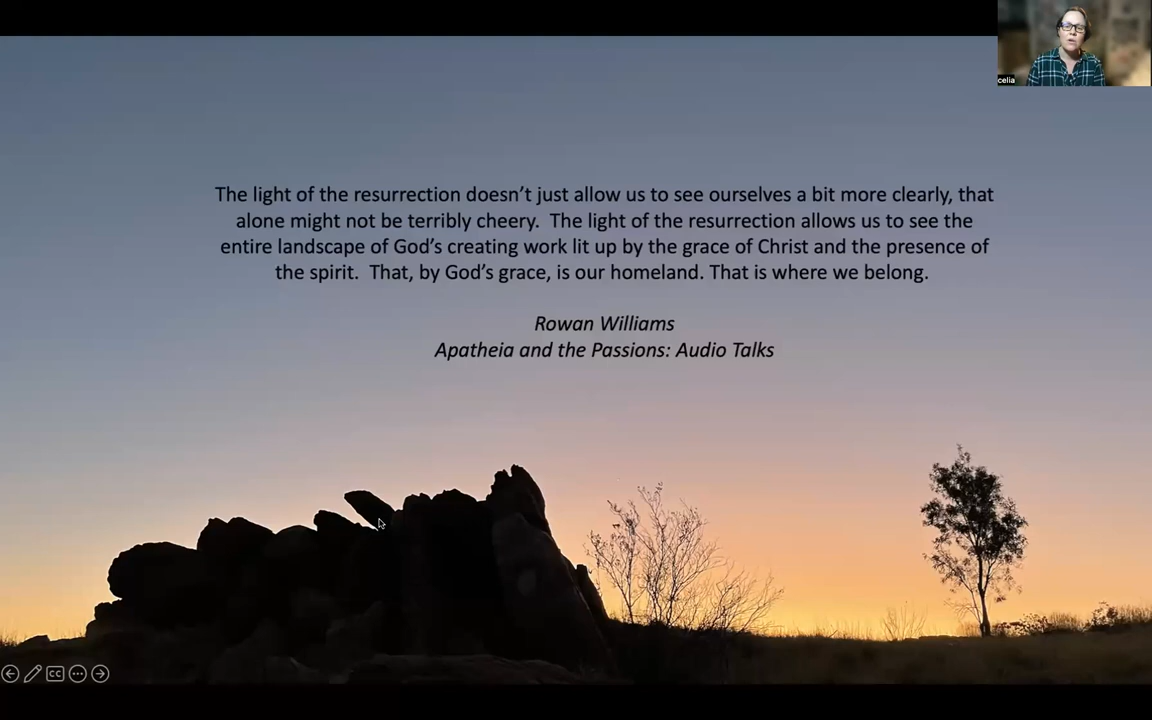 celia
The light of the resurrection doesn’t just allow us to see ourselves a bit more clearly, that
alone might not be terribly cheery.  The light of the resurrection allows us to see the
entire landscape of God’s creating work lit up by the grace of Christ and the presence of
the spirit.  That, by God’s grace, is our homeland. That is where we belong.
Rowan Williams
Apatheia and the Passions: Audio Talks
CC